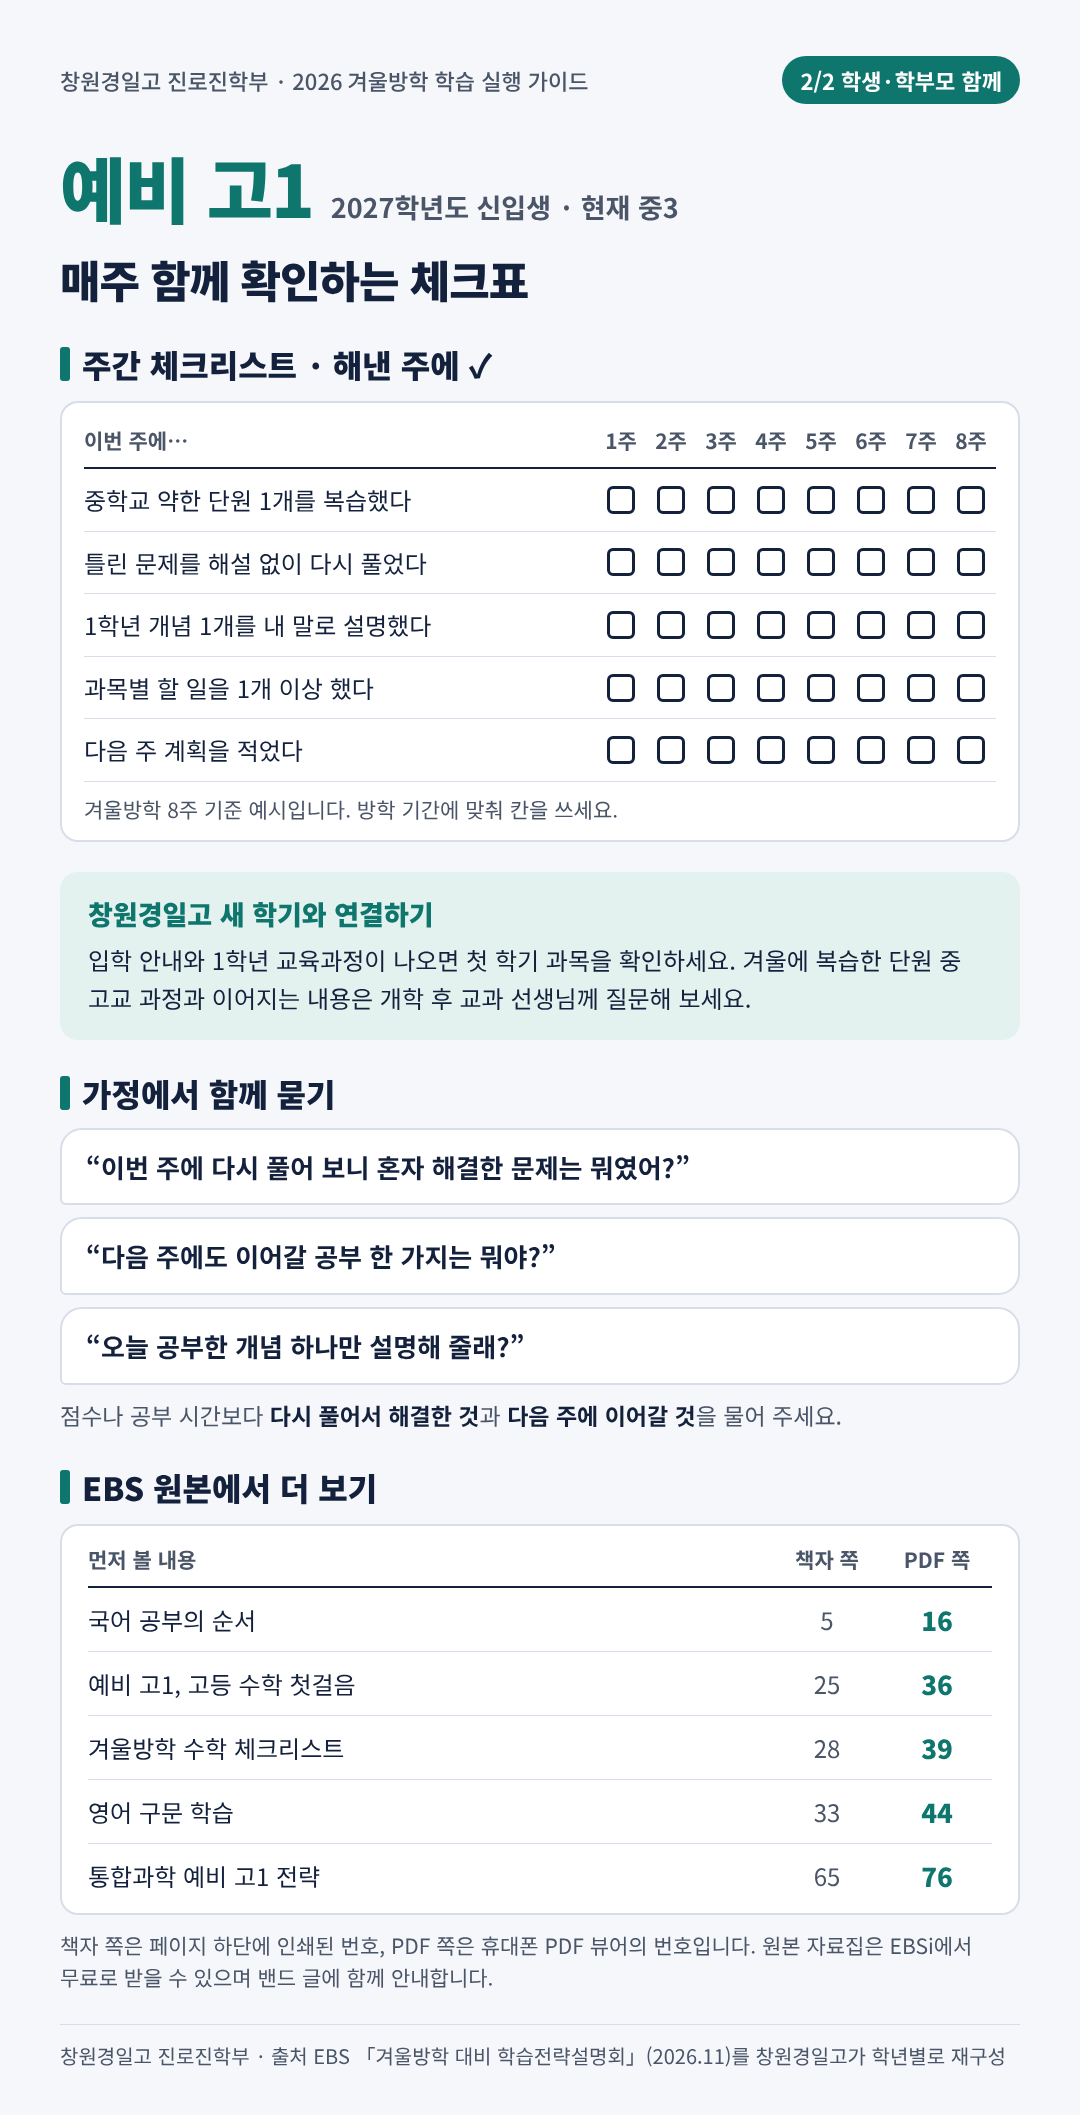 창원경일고 진로진학부 · 2026 겨울방학 학습 실행 가이드
2/2 학생·학부모 함께
예비 고1 2027학년도 신입생 · 현재 중3
매주 함께 확인하는 체크표
주간 체크리스트 · 해낸 주에 ✓
이번 주에… 1주 2주 3주 4주 5주 6주 7주 8주
중학교 약한 단원 1개를 복습했다
틀린 문제를 해설 없이 다시 풀었다
1학년 개념 1개를 내 말로 설명했다
과목별 할 일을 1개 이상 했다
다음 주 계획을 적었다
겨울방학 8주 기준 예시입니다. 방학 기간에 맞춰 칸을 쓰세요.
창원경일고 새 학기와 연결하기
입학 안내와 1학년 교육과정이 나오면 첫 학기 과목을 확인하세요. 겨울에 복습한 단원 중
고교 과정과 이어지는 내용은 개학 후 교과 선생님께 질문해 보세요.
가정에서 함께 묻기
“이번 주에 다시 풀어 보니 혼자 해결한 문제는 뭐였어?”
“다음 주에도 이어갈 공부 한 가지는 뭐야?”
“오늘 공부한 개념 하나만 설명해 줄래?”
점수나 공부 시간보다 다시 풀어서 해결한 것과 다음 주에 이어갈 것을 물어 주세요.
EBS 원본에서 더 보기
먼저 볼 내용 책자 쪽 PDF 쪽
국어 공부의 순서 5 16
예비 고1, 고등 수학 첫걸음 25 36
겨울방학 수학 체크리스트 28 39
영어 구문 학습 33 44
통합과학 예비 고1 전략 65 76
책자 쪽은 페이지 하단에 인쇄된 번호, PDF 쪽은 휴대폰 PDF 뷰어의 번호입니다. 원본 자료집은 EBSi에서
무료로 받을 수 있으며 밴드 글에 함께 안내합니다.
창원경일고 진로진학부 · 출처 EBS 「겨울방학 대비 학습전략설명회」(2026.11)를 창원경일고가 학년별로 재구성